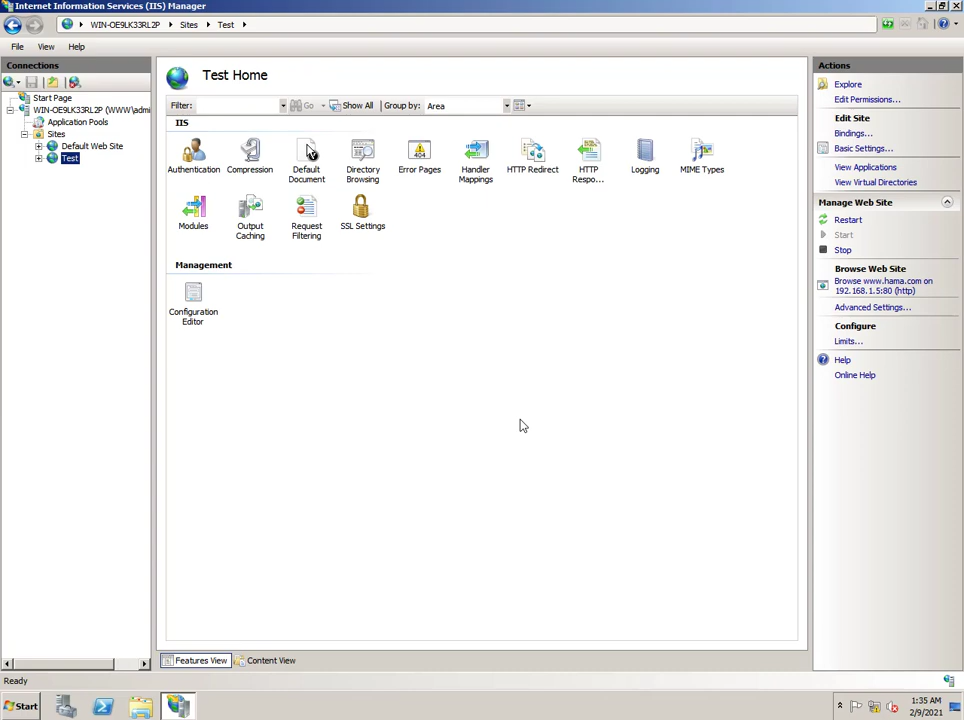 Internet Information Services (IIS) Manager
WIN-OE9LK33RL2P
Sites
Test
File
View
Help
Connections
Start Page
WIN-OE9LK33RL2P (WWW\admi
Application Pools
Sites
Default Web Site
Test
Test Home
Filter:
Go
Show All
Group by:
Area
IIS
Authentication
Compression
Default
Document
Directory
Browsing
Error Pages
404
Handler
Mappings
HTTP Redirect
HTTP
Respo...
Logging
MIME Types
Modules
Output
Caching
Request
Filtering
SSL Settings
Management
Configuration
Editor
Features View
Content View
Actions
Explore
Edit Permissions...
Edit Site
Bindings...
Basic Settings...
View Applications
View Virtual Directories
Manage Web Site
Restart
Start
Stop
Browse Web Site
Browse www.hama.com on
192.168.1.5:80 (http)
Advanced Settings...
Configure
Limits...
Help
Online Help
Ready
Start
1:35 AM
2/9/2021